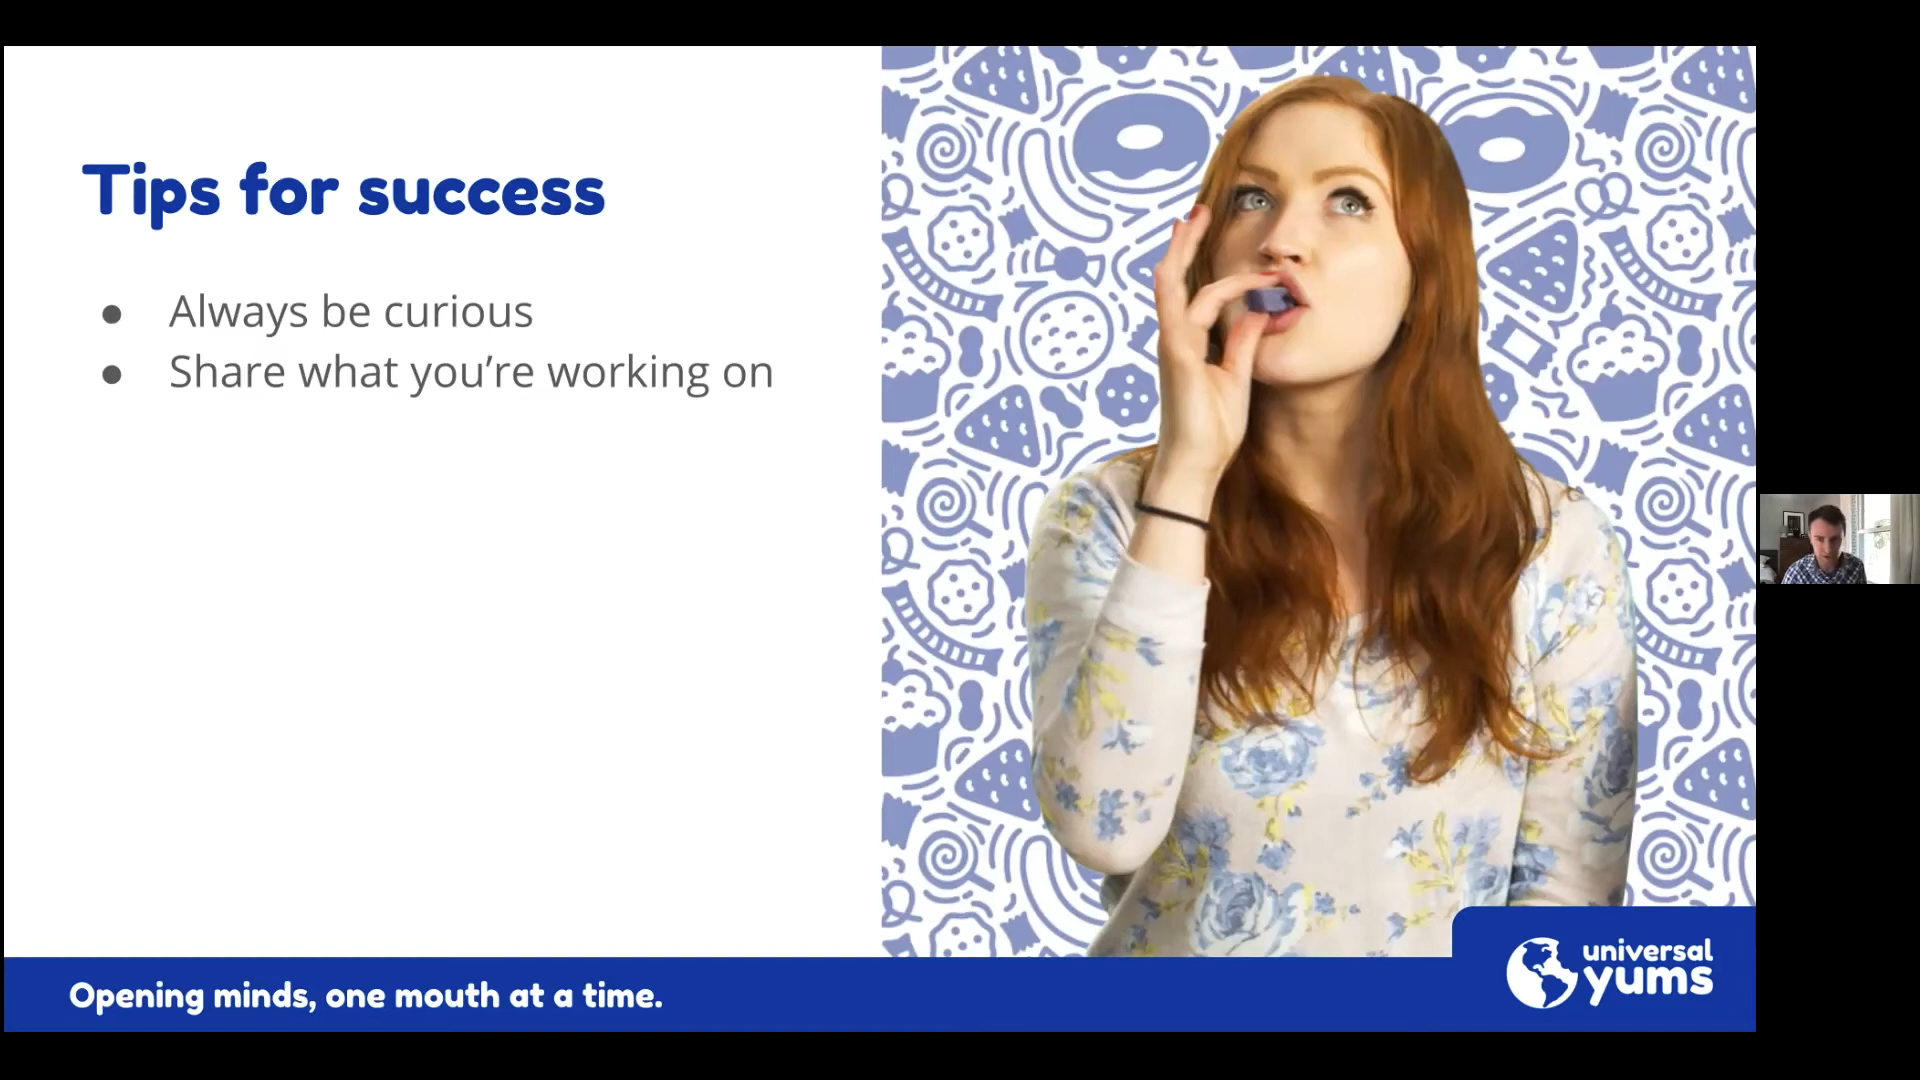 Tips for success
● Always be curious
● Share what you’re working on
Opening minds, one mouth at a time.
universal
yums